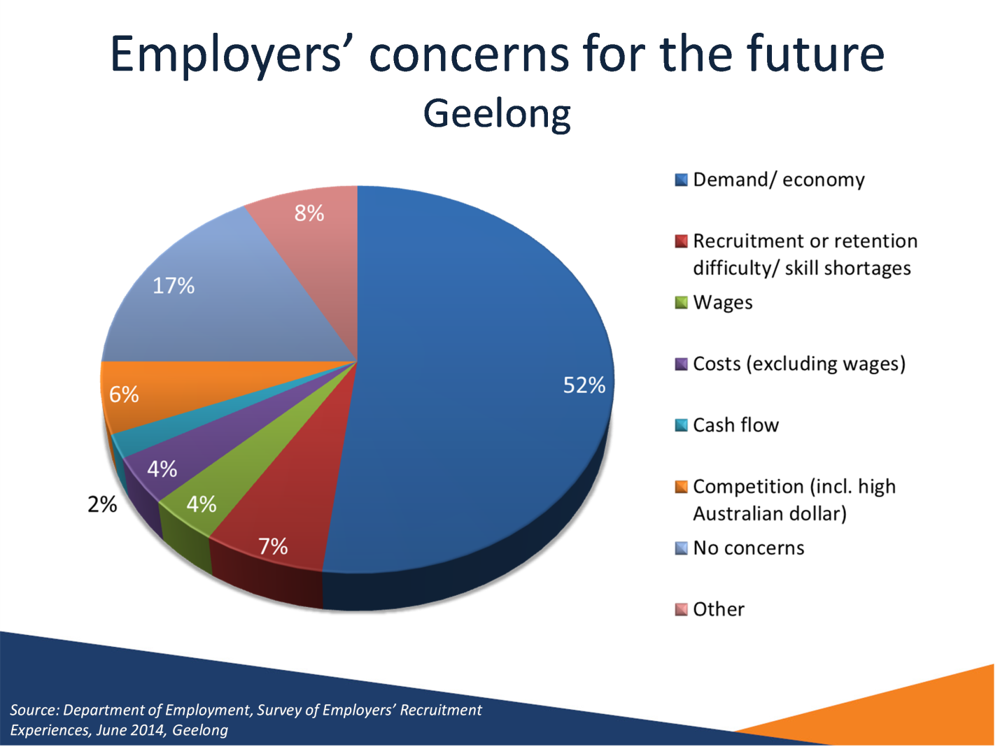 Employers’ concerns for the future
Geelong
8%
17%
52%
6%
4%
2%
4%
7%
Demand/ economy
Recruitment or retention
difficulty/ skill shortages
Wages
Costs (excluding wages)
Cash flow
Competition (incl. high
Australian dollar)
No concerns
Other
Source: Department of Employment, Survey of Employers’ Recruitment
Experiences, June 2014, Geelong